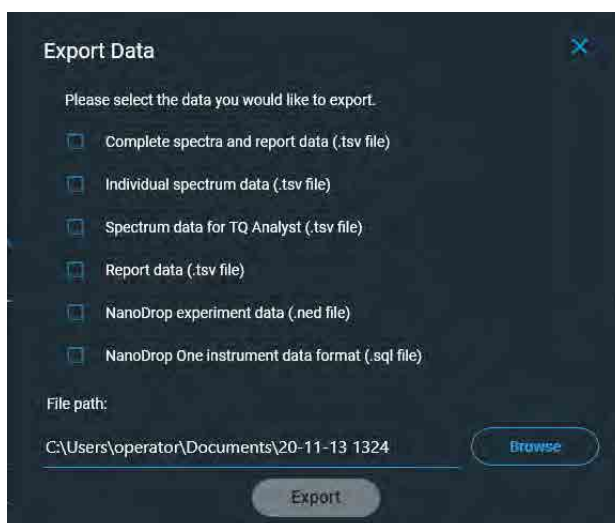 Export Data
Please select the data you would like to export.
Complete spectra and report data (.tsv file)
Individual spectrum data (.tsv file)
Spectrum data for TQ Analyst (.tsv file)
Report data (.tsv file)
NanoDrop experiment data (.ned file)
NanoDrop One instrument data format (.sql file)
File path:
C:\Users\operator\Documents\20-11-13 1324
Browse
Export